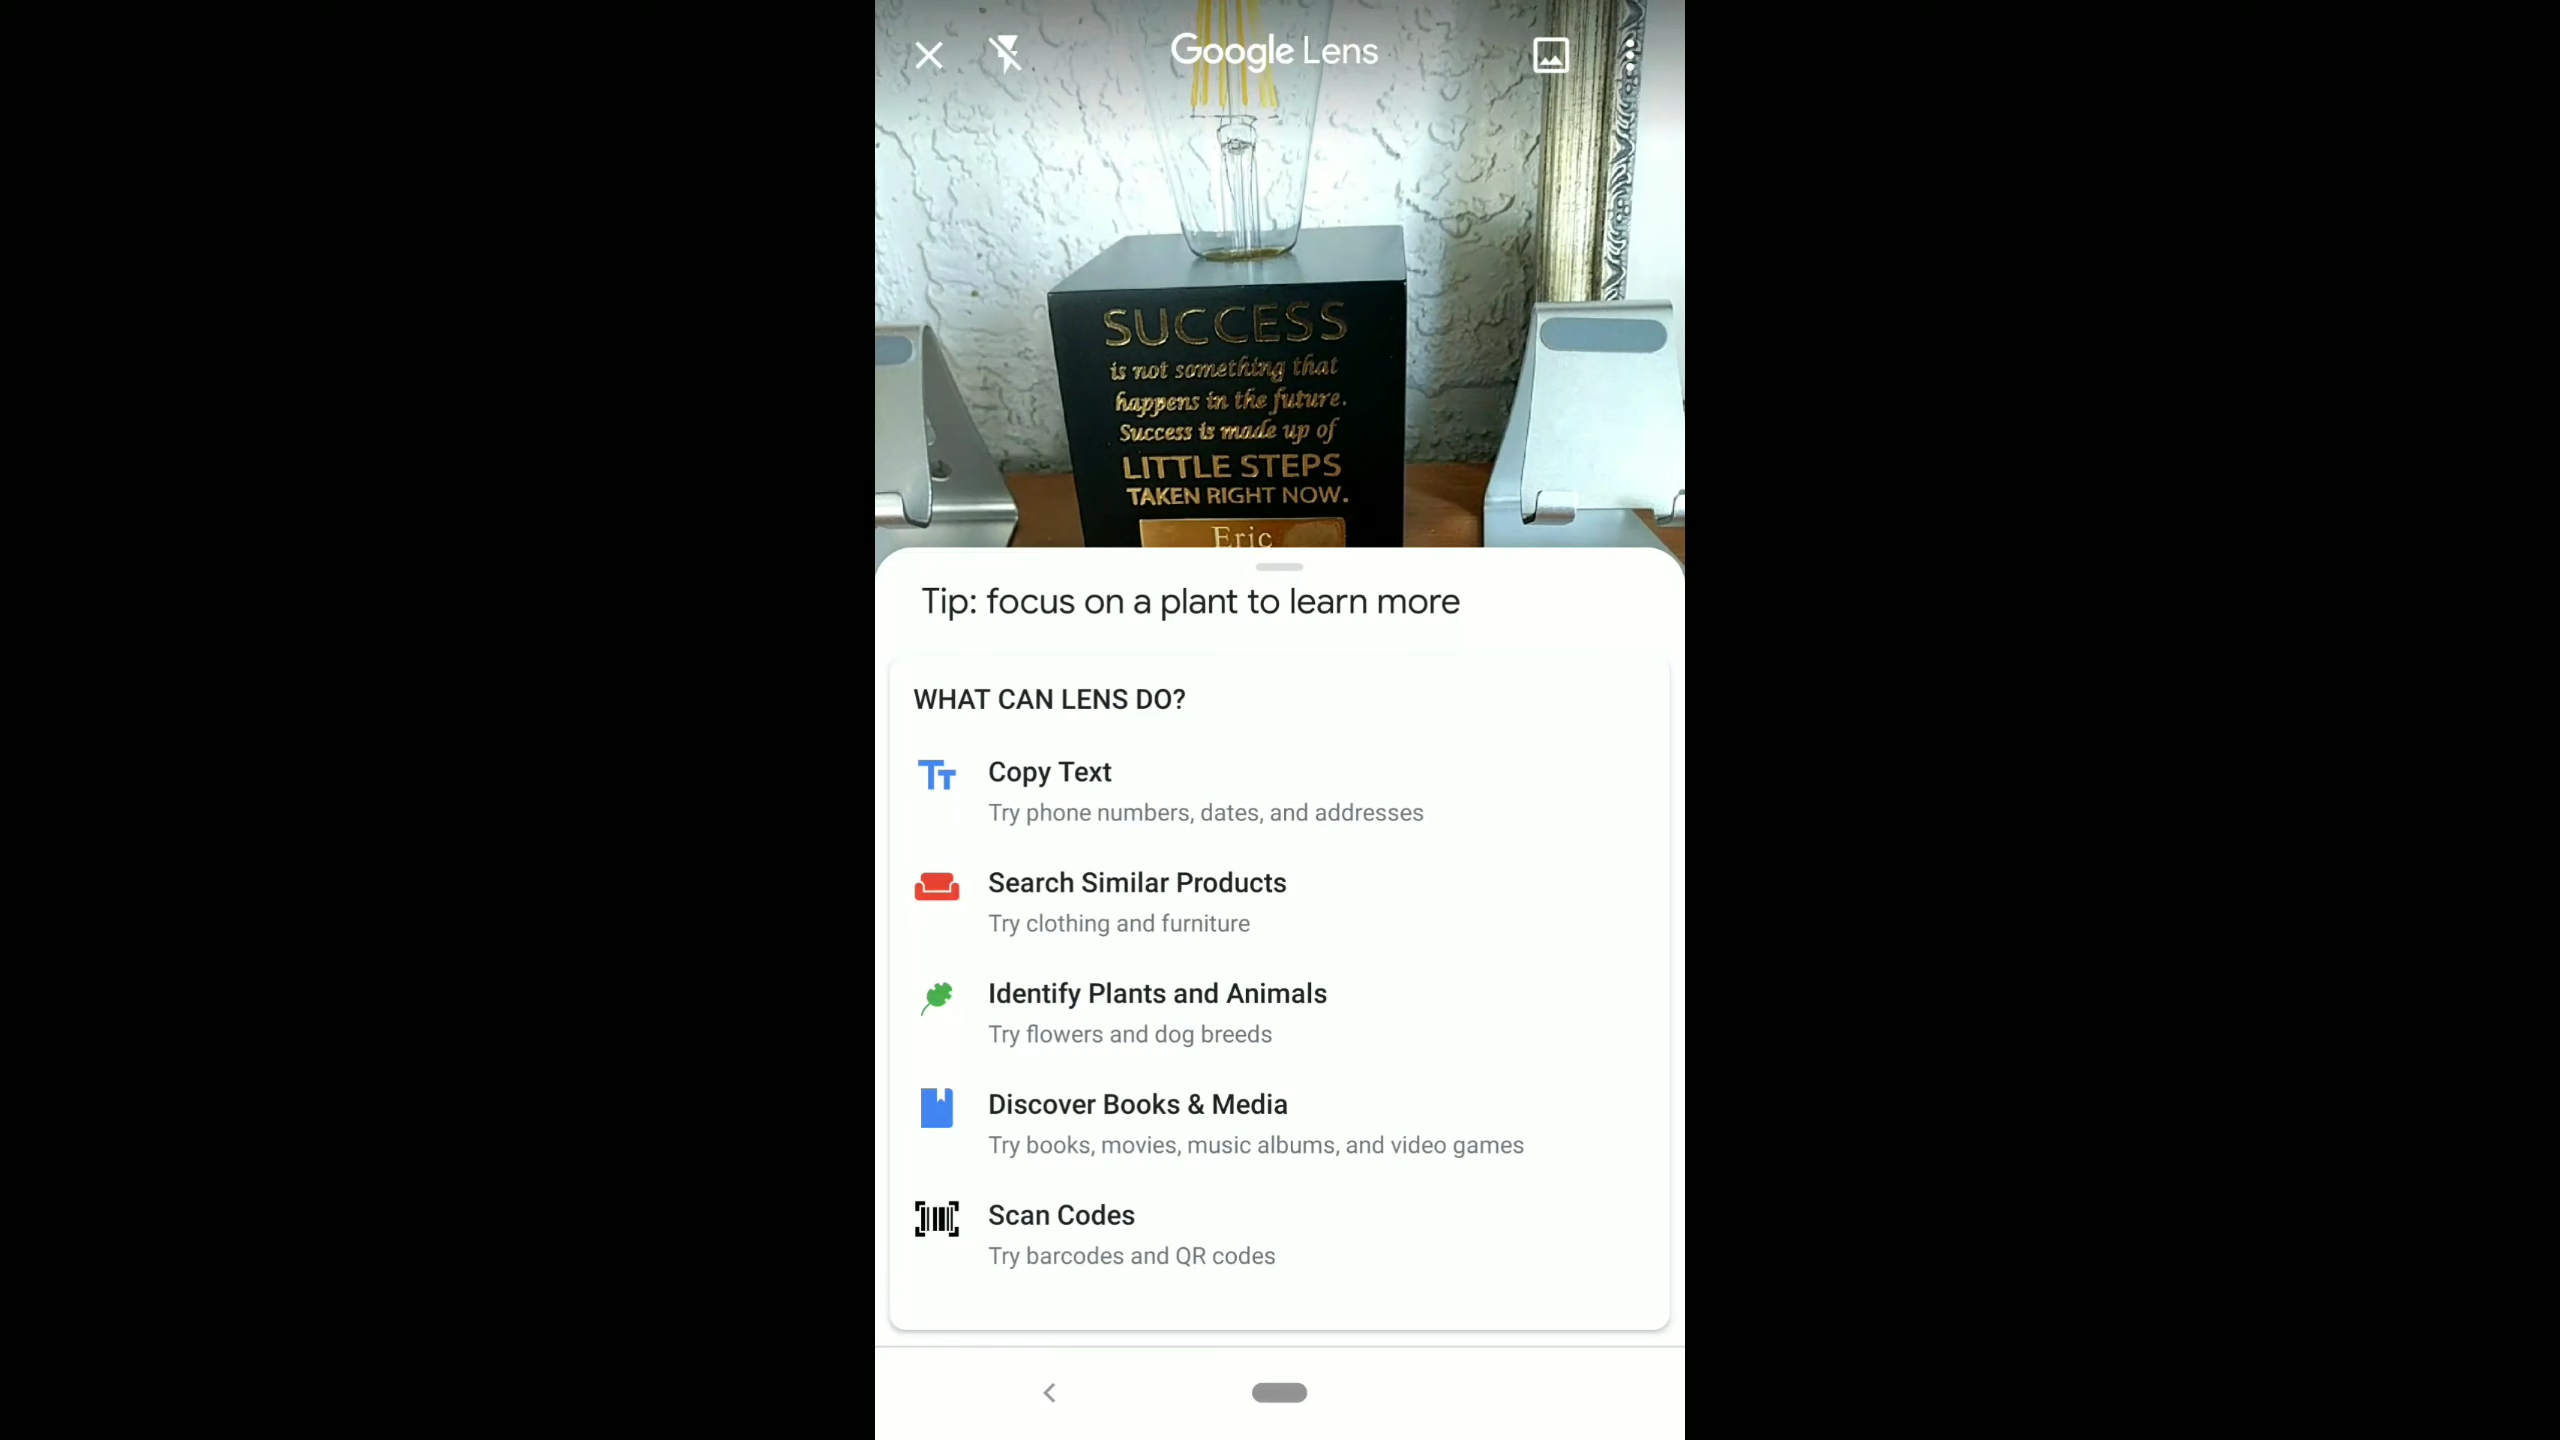 Google Lens
SUCCESS
is not something that
happens in the future.
Success is made up of
LITTLE STEPS
TAKEN RIGHT NOW.
Eric
Tip: focus on a plant to learn more
WHAT CAN LENS DO?
Copy Text
Try phone numbers, dates, and addresses
Search Similar Products
Try clothing and furniture
Identify Plants and Animals
Try flowers and dog breeds
Discover Books & Media
Try books, movies, music albums, and video games
Scan Codes
Try barcodes and QR codes